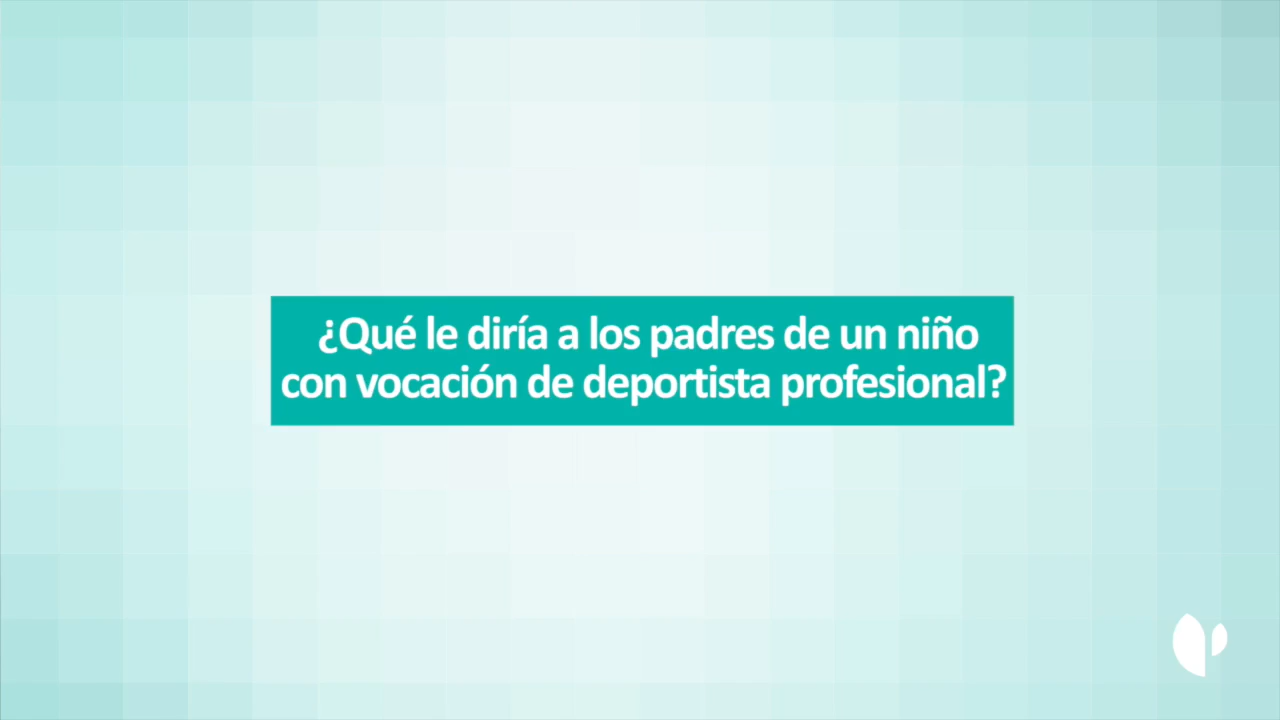 ¿Qué le diría a los padres de un niño
con vocación de deportista profesional?